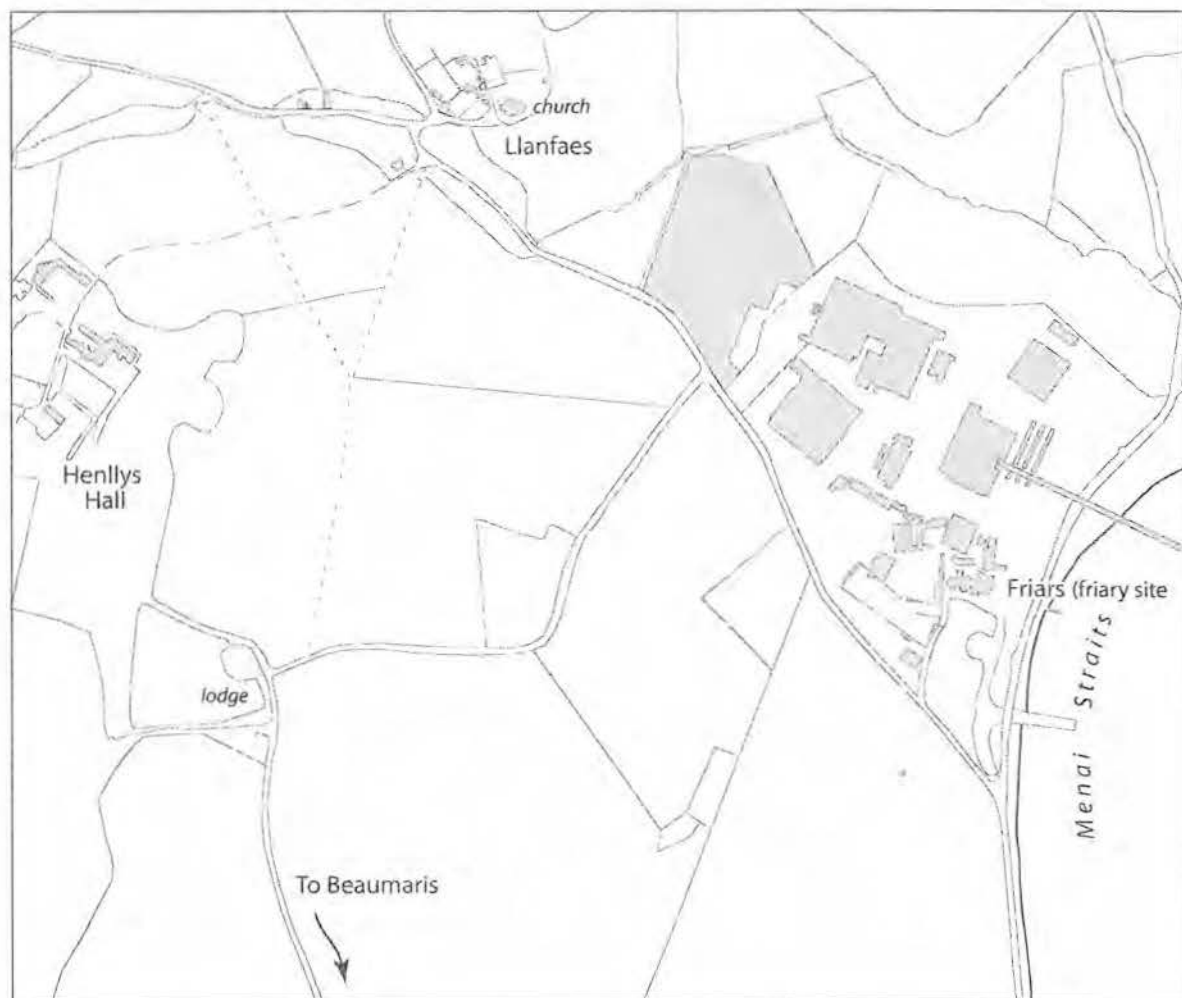 church
Llanfaes
Henllys
Hall
Friars (friary site
Menai Straits
lodge
To Beaumaris